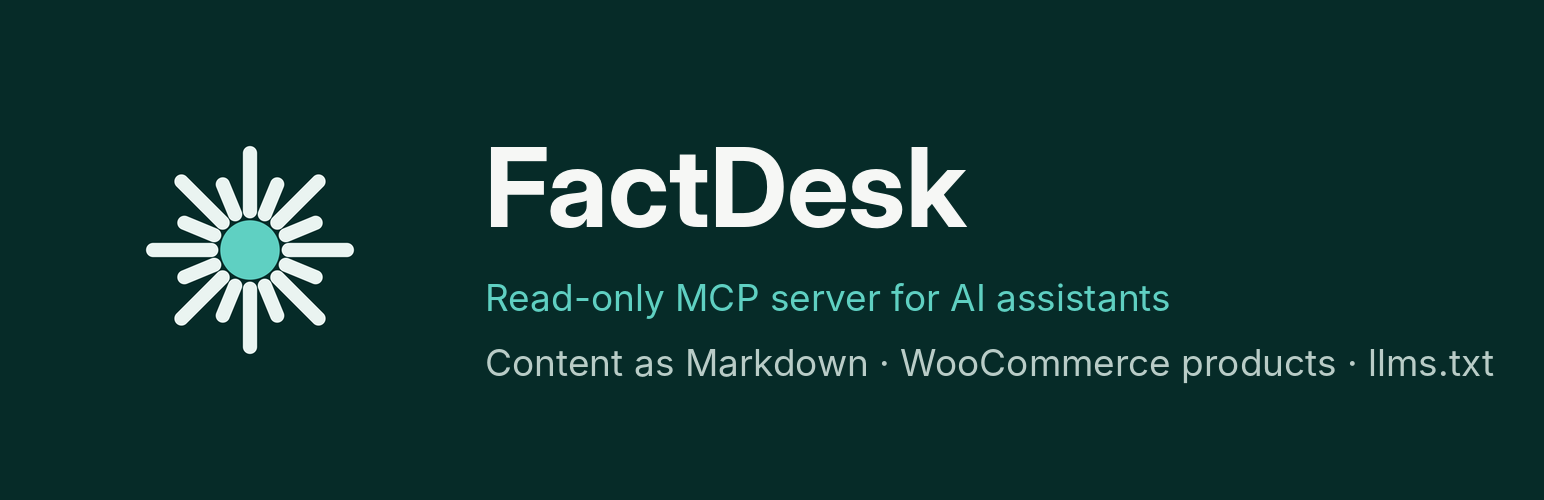 FactDesk
Read-only MCP server for AI assistants
Content as Markdown · WooCommerce products · llms.txt